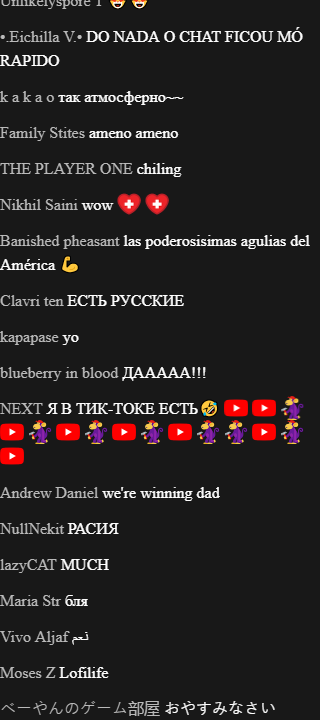 Unlikelyspore 1 😍 😍
•.Eichilla V.• DO NADA O CHAT FICOU MÓ
RAPIDO
k a k a o так атмосферно~~
Family Stites ameno ameno
THE PLAYER ONE chiling
Nikhil Saini wow
Banished pheasant las poderosisimas agulias del
América 💪
Clavri ten ЕСТЬ РУССКИЕ
kapapase yo
blueberry in blood ДААААА!!!
NEXT Я В ТИК-ТОКЕ ЕСТЬ 🤣
Andrew Daniel we're winning dad
NullNekit РАСИЯ
lazyCAT MUCH
Maria Str бля
Vivo Aljaf نعم
Moses Z Lofilife
べーやんのゲーム部屋 おやすみなさい